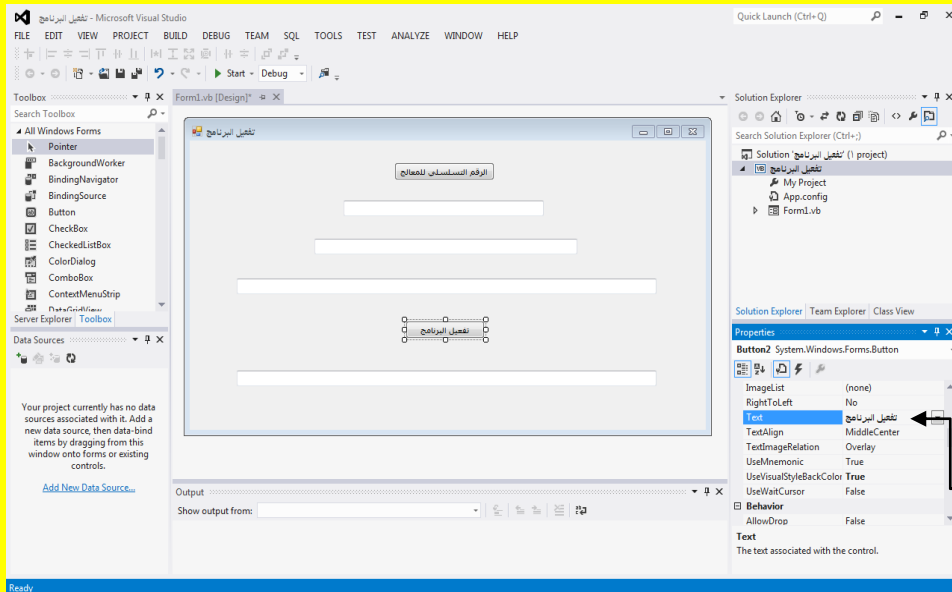 تفعيل البرنامج - Microsoft Visual Studio
Quick Launch (Ctrl+Q)
FILE EDIT VIEW PROJECT BUILD DEBUG TEAM SQL TOOLS TEST ANALYZE WINDOW HELP
Start Debug
Toolbox
Search Toolbox
All Windows Forms
Pointer
BackgroundWorker
BindingNavigator
BindingSource
Button
CheckBox
CheckedListBox
ColorDialog
ComboBox
ContextMenuStrip
DataGridView
Server Explorer Toolbox
Data Sources
Your project currently has no data
sources associated with it. Add a
new data source, then data-bind
items by dragging from this
window onto forms or existing
controls.
Add New Data Source...
Form1.vb [Design]*
تفعيل البرنامج
الرقم التسلسلي للمعالج
تفعيل البرنامج
Output
Show output from:
Solution Explorer
Search Solution Explorer (Ctrl+;)
Solution 'تفعيل البرنامج' (1 project)
تفعيل البرنامج
My Project
App.config
Form1.vb
Solution Explorer Team Explorer Class View
Properties
Button2 System.Windows.Forms.Button
ImageList (none)
RightToLeft No
Text تفعيل البرنامج
TextAlign MiddleCenter
TextImageRelation Overlay
UseMnemonic True
UseVisualStyleBackColor True
UseWaitCursor False
Behavior
AllowDrop False
Text
The text associated with the control.
Ready